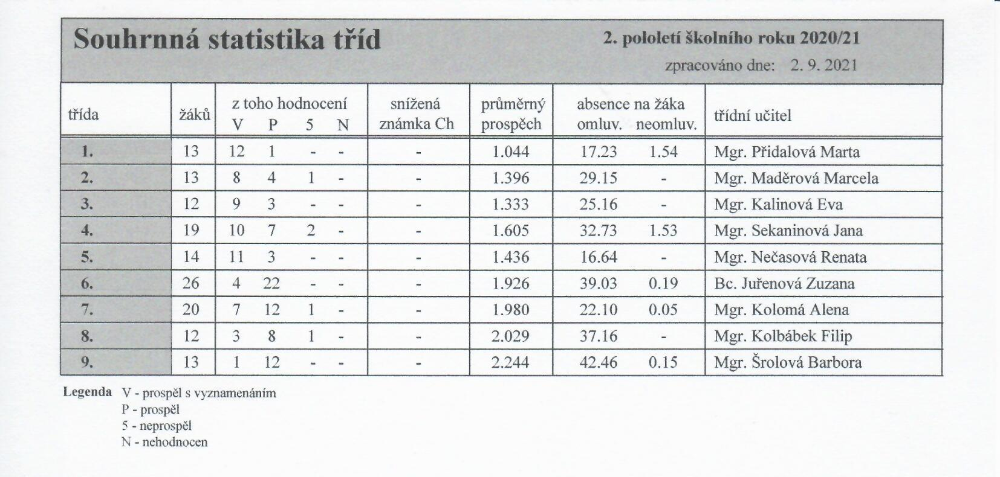 Souhrnná statistika tříd 2. pololetí školního roku 2020/21
zpracováno dne: 2. 9. 2021
třída žáků z toho hodnocení snížená průměrný absence na žáka třídní učitel
V P 5 N známka Ch prospěch omluv. neomluv.
1. 13 12 1 - - - 1.044 17.23 1.54 Mgr. Přidalová Marta
2. 13 8 4 1 - - 1.396 29.15 - Mgr. Maděrová Marcela
3. 12 9 3 - - - 1.333 25.16 - Mgr. Kalinová Eva
4. 19 10 7 2 - - 1.605 32.73 1.53 Mgr. Sekaninová Jana
5. 14 11 3 - - - 1.436 16.64 - Mgr. Nečasová Renata
6. 26 4 22 - - - 1.926 39.03 0.19 Bc. Juřenová Zuzana
7. 20 7 12 1 - - 1.980 22.10 0.05 Mgr. Kolomá Alena
8. 12 3 8 1 - - 2.029 37.16 - Mgr. Kolbábek Filip
9. 13 1 12 - - - 2.244 42.46 0.15 Mgr. Šrolová Barbora
Legenda V - prospěl s vyznamenáním
P - prospěl
5 - neprospěl
N - nehodnocen